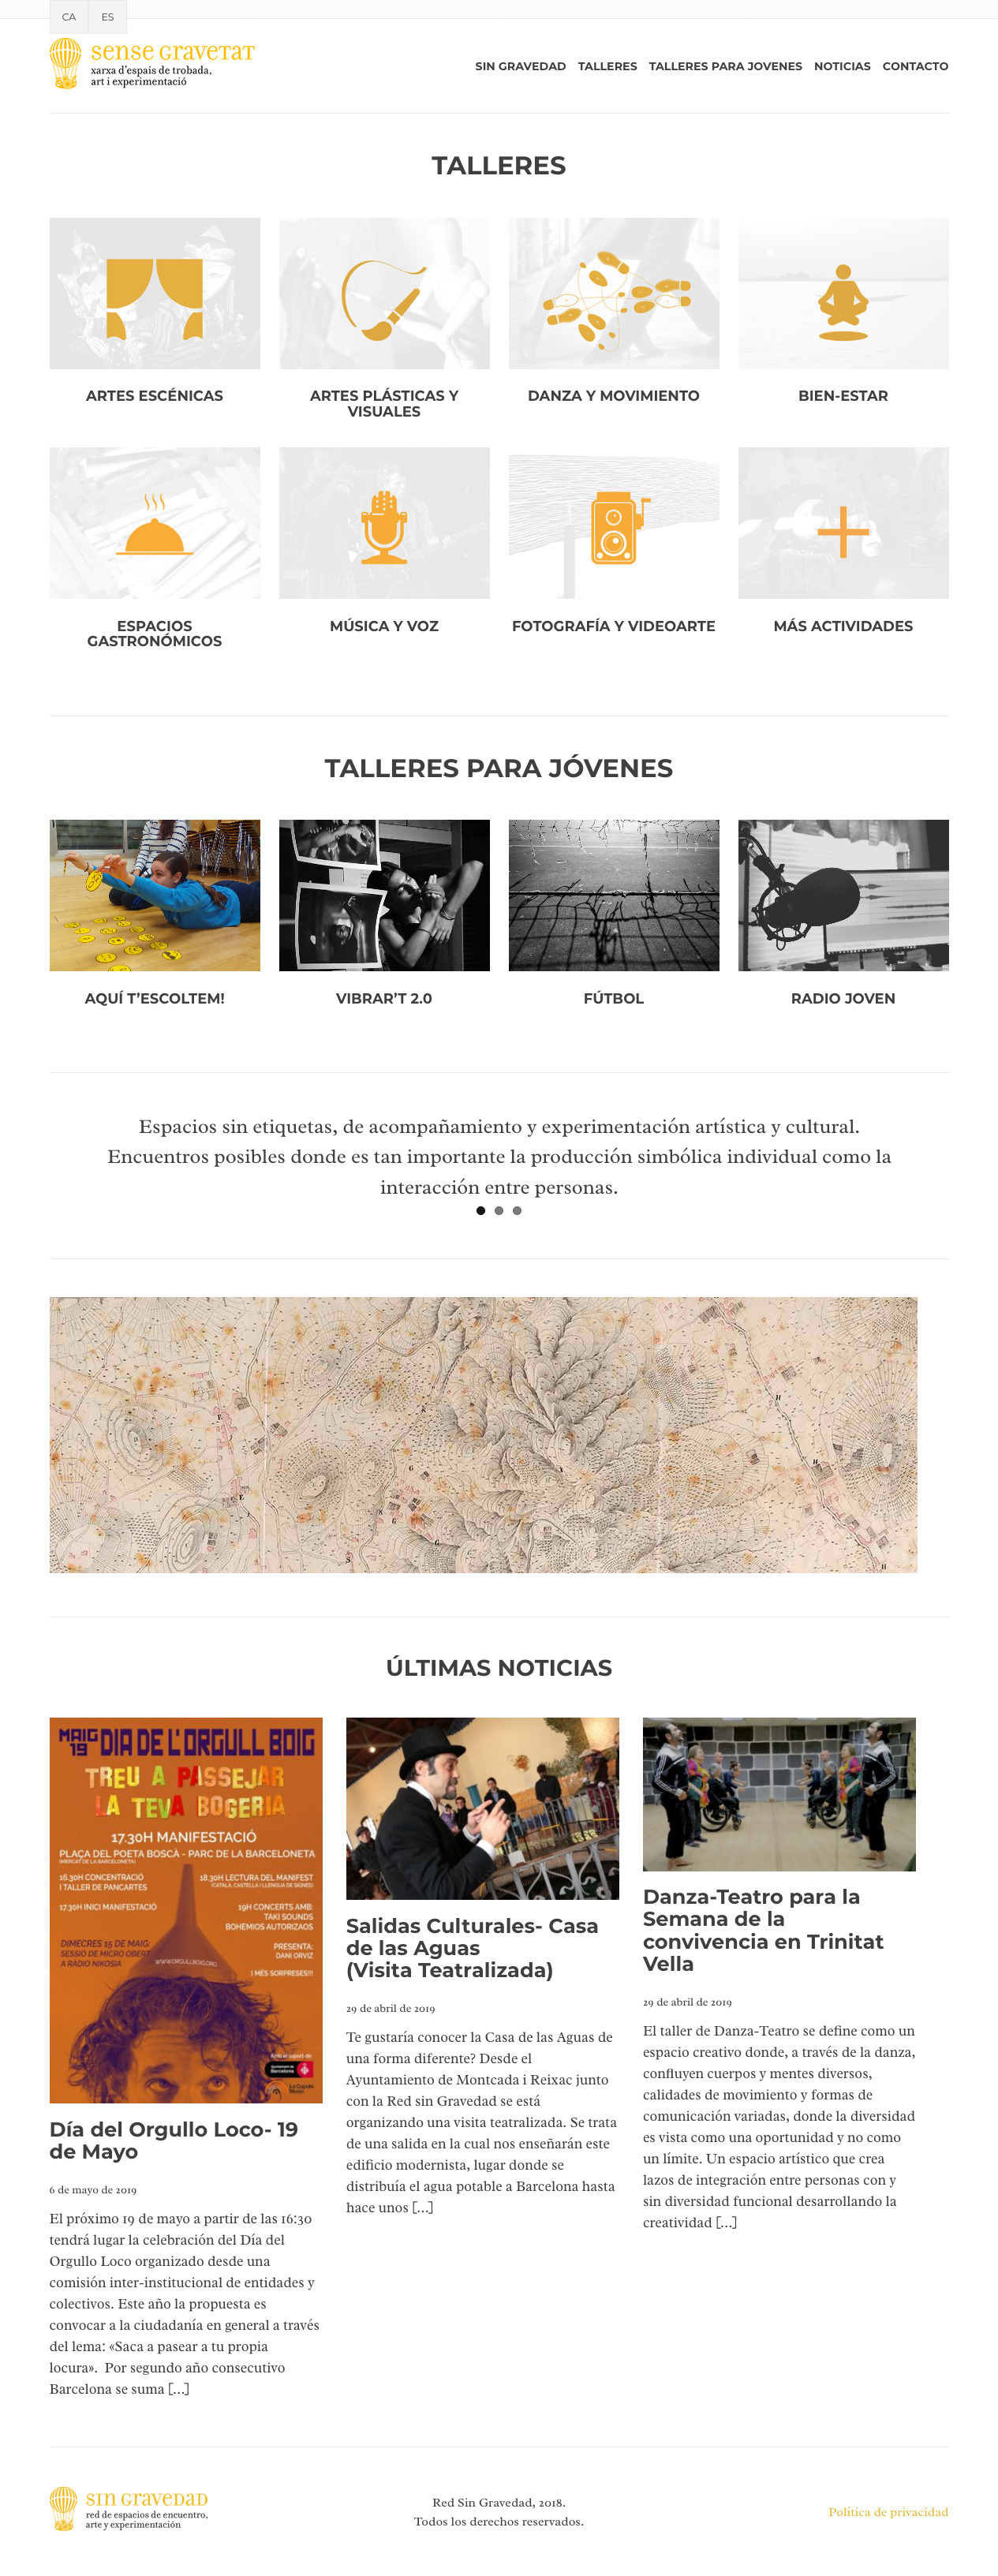 CA ES
sense gravetat
xarxa d'espais de trobada,
art i experimentació
SIN GRAVEDAD TALLERES TALLERES PARA JOVENES NOTICIAS CONTACTO
TALLERES
ARTES ESCÉNICAS
ARTES PLÁSTICAS Y
VISUALES
DANZA Y MOVIMIENTO
BIEN-ESTAR
ESPACIOS
GASTRONÓMICOS
MÚSICA Y VOZ
FOTOGRAFÍA Y VIDEOARTE
MÁS ACTIVIDADES
TALLERES PARA JÓVENES
AQUÍ T'ESCOLTEM!
VIBRAR'T 2.0
FÚTBOL
RADIO JOVEN
Espacios sin etiquetas, de acompañamiento y experimentación artística y cultural.
Encuentros posibles donde es tan importante la producción simbólica individual como la
interacción entre personas.
ÚLTIMAS NOTICIAS
MAIG
19 DIA DE L'ORGULL BOIG
TREU A PASSEJAR
LA TEVA BOGERIA
17.30H MANIFESTACIÓ
PLAÇA DEL POETA BOSCÀ - PARC DE LA BARCELONETA
(MERCAT DE LA BARCELONETA)
16.30H CONCENTRACIÓ
I TALLER DE PANCARTES
17.30H INICI MANIFESTACIÓ
18.30H LECTURA DEL MANIFEST
(CATALÀ, CASTELLÀ I LLENGUA DE SIGNES)
19H CONCERTS AMB:
TAKI SOUNDS
BOHEMIOS AUTORIZAOS
PRESENTA:
DANI ORVIZ
I MÉS SORPRESES!!!
DIMECRES 15 DE MAIG:
SESSIÓ DE MICRO OBERT
A RÀDIO NIKOSIA
WWW.ORGULLBOIG.ORG
Amb el suport de:
Ajuntament de
Barcelona
Día del Orgullo Loco- 19
de Mayo
6 de mayo de 2019
El próximo 19 de mayo a partir de las 16:30
tendrá lugar la celebración del Día del
Orgullo Loco organizado desde una
comisión inter-institucional de entidades y
colectivos. Este año la propuesta es
convocar a la ciudadanía en general a través
del lema: «Saca a pasear a tu propia
locura».  Por segundo año consecutivo
Barcelona se suma [...]
Salidas Culturales- Casa
de las Aguas
(Visita Teatralizada)
29 de abril de 2019
Te gustaría conocer la Casa de las Aguas de
una forma diferente? Desde el
Ayuntamiento de Montcada i Reixac junto
con la Red sin Gravedad se está
organizando una visita teatralizada. Se trata
de una salida en la cual nos enseñarán este
edificio modernista, lugar donde se
distribuía el agua potable a Barcelona hasta
hace unos [...]
Danza-Teatro para la
Semana de la
convivencia en Trinitat
Vella
29 de abril de 2019
El taller de Danza-Teatro se define como un
espacio creativo donde, a través de la danza,
confluyen cuerpos y mentes diversos,
calidades de movimiento y formas de
comunicación variadas, donde la diversidad
es vista como una oportunidad y no como
un límite. Un espacio artístico que crea
lazos de integración entre personas con y
sin diversidad funcional desarrollando la
creatividad [...]
sin gravedad
red de espacios de encuentro,
arte y experimentación
Red Sin Gravedad, 2018.
Todos los derechos reservados.
Política de privacidad